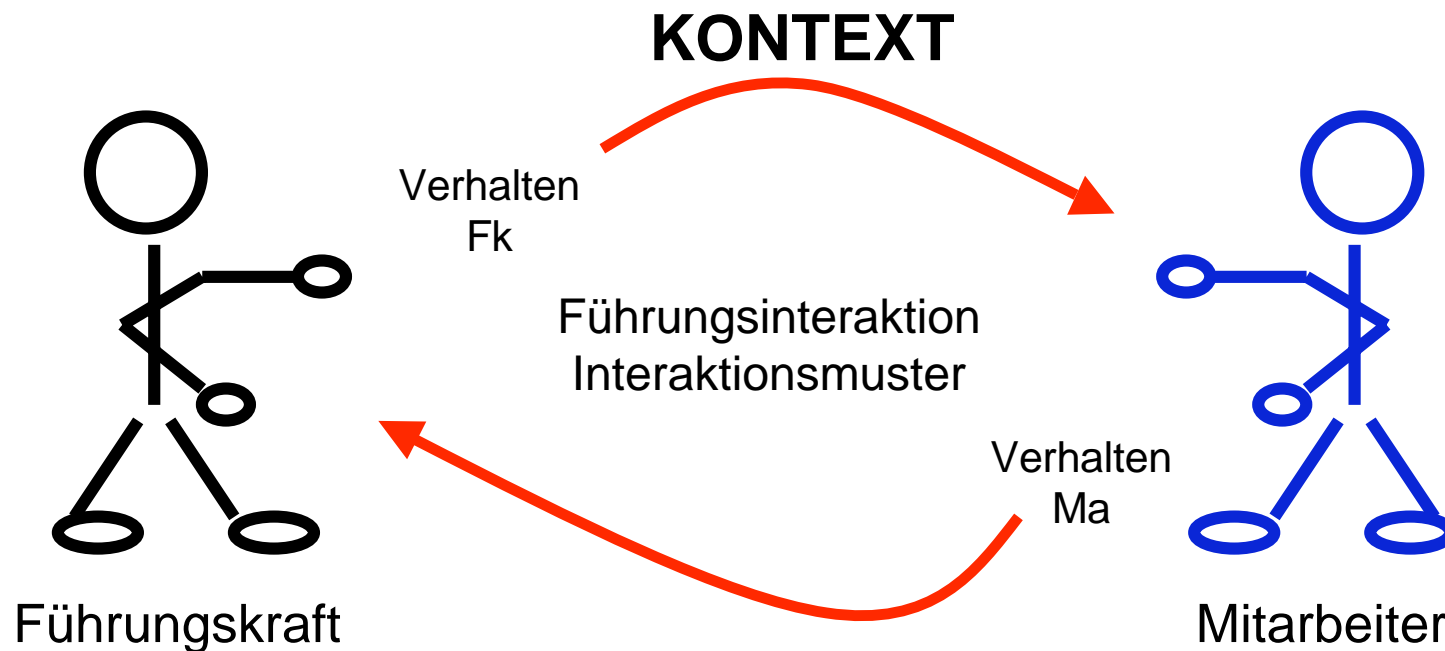 KONTEXT
Verhalten
Fk
Führungsinteraktion
Interaktionsmuster
Verhalten
Ma
Führungskraft
Mitarbeiter